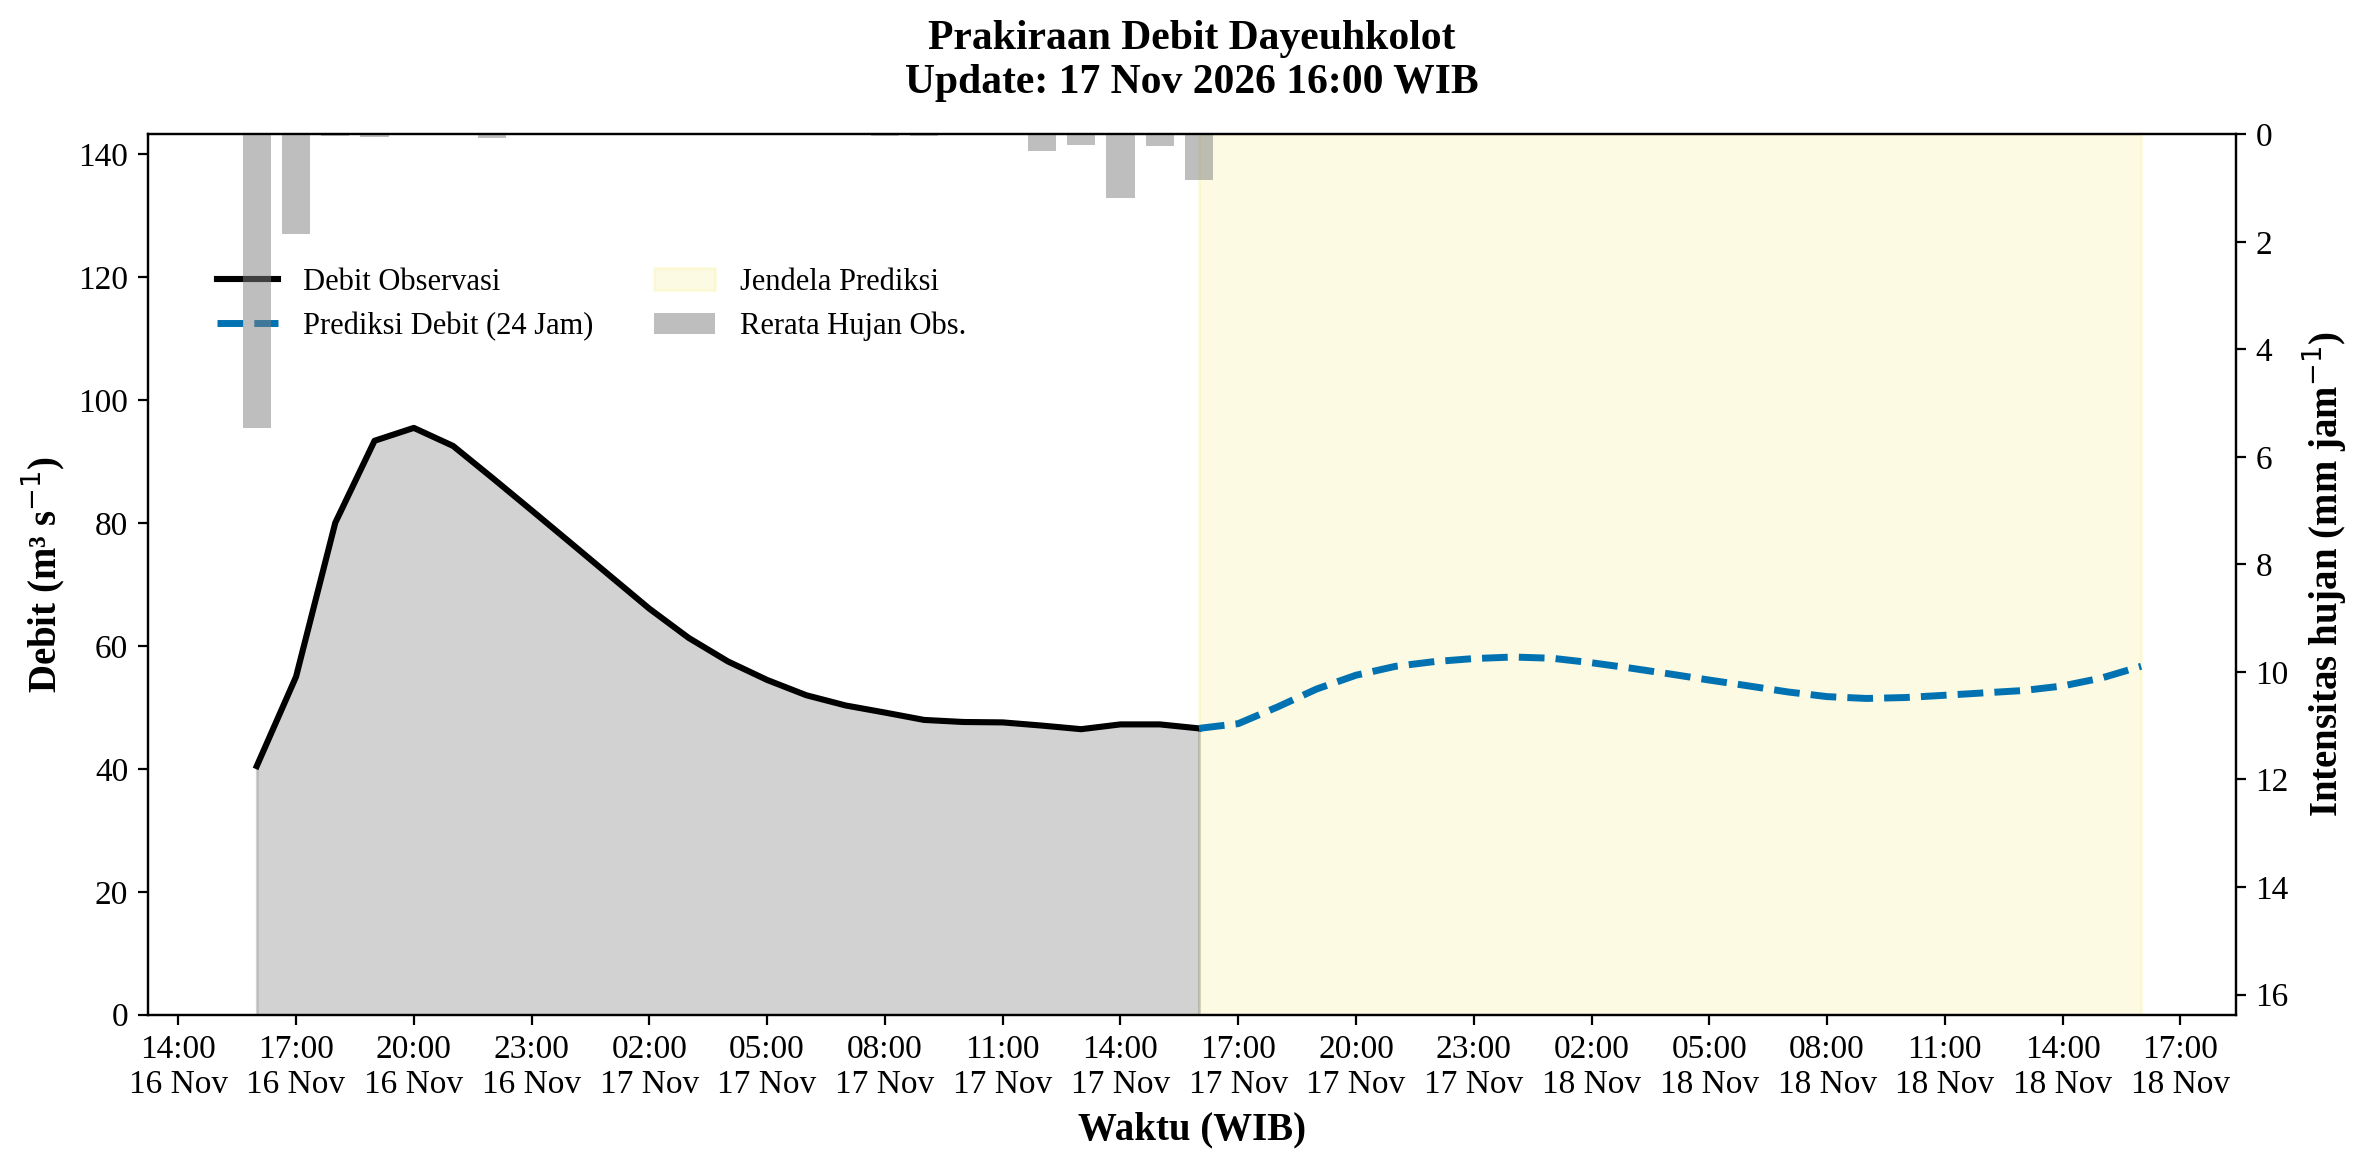 Prakiraan Debit Dayeuhkolot
Update: 17 Nov 2026 16:00 WIB
Debit (m³ s⁻¹)
140
120
100
80
60
40
20
0
Debit Observasi
Prediksi Debit (24 Jam)
Jendela Prediksi
Rerata Hujan Obs.
0
2
4
6
8
10
12
14
16
Intensitas hujan (mm jam⁻¹)
14:00 17:00 20:00 23:00 02:00 05:00 08:00 11:00 14:00 17:00 20:00 23:00 02:00 05:00 08:00 11:00 14:00 17:00
16 Nov 16 Nov 16 Nov 16 Nov 17 Nov 17 Nov 17 Nov 17 Nov 17 Nov 17 Nov 17 Nov 17 Nov 18 Nov 18 Nov 18 Nov 18 Nov 18 Nov 18 Nov
Waktu (WIB)